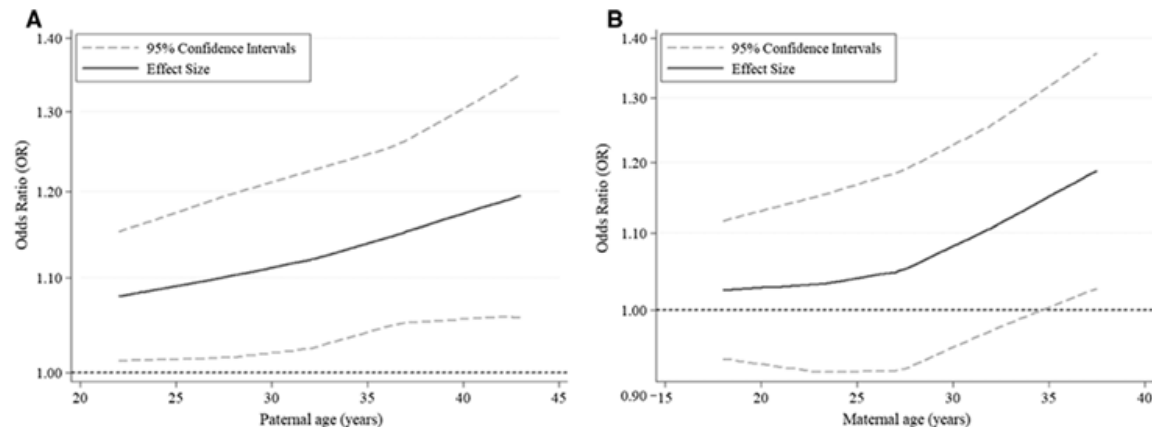 A
1.40
1.30
1.20
1.10
1.00
Odds Ratio (OR)
95% Confidence Intervals
Effect Size
20 25 30 35 40 45
Paternal age (years)
B
1.40
1.30
1.20
1.10
1.00
0.90
Odds Ratio (OR)
95% Confidence Intervals
Effect Size
15 20 25 30 35 40
Maternal age (years)